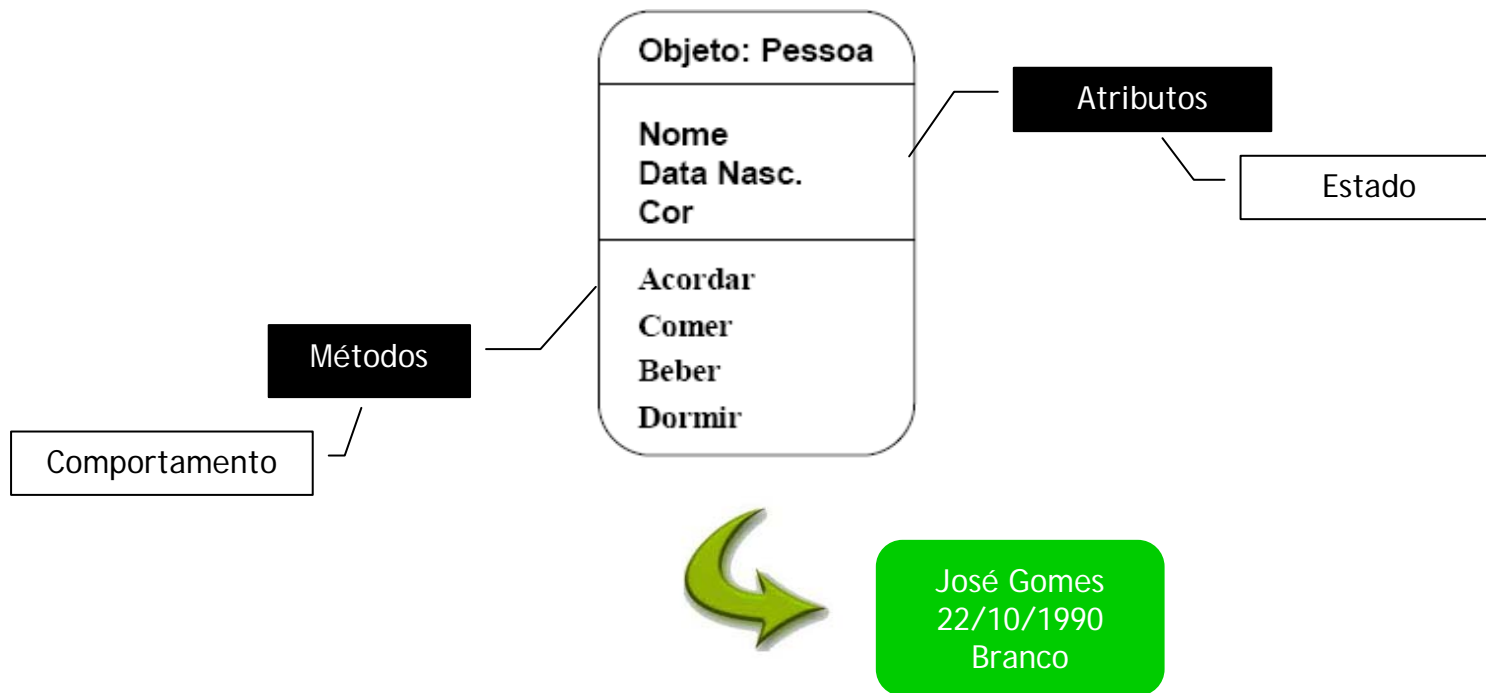 Objeto: Pessoa
Atributos
Nome
Data Nasc.
Cor
Estado
Acordar
Comer
Beber
Dormir
Métodos
Comportamento
José Gomes
22/10/1990
Branco